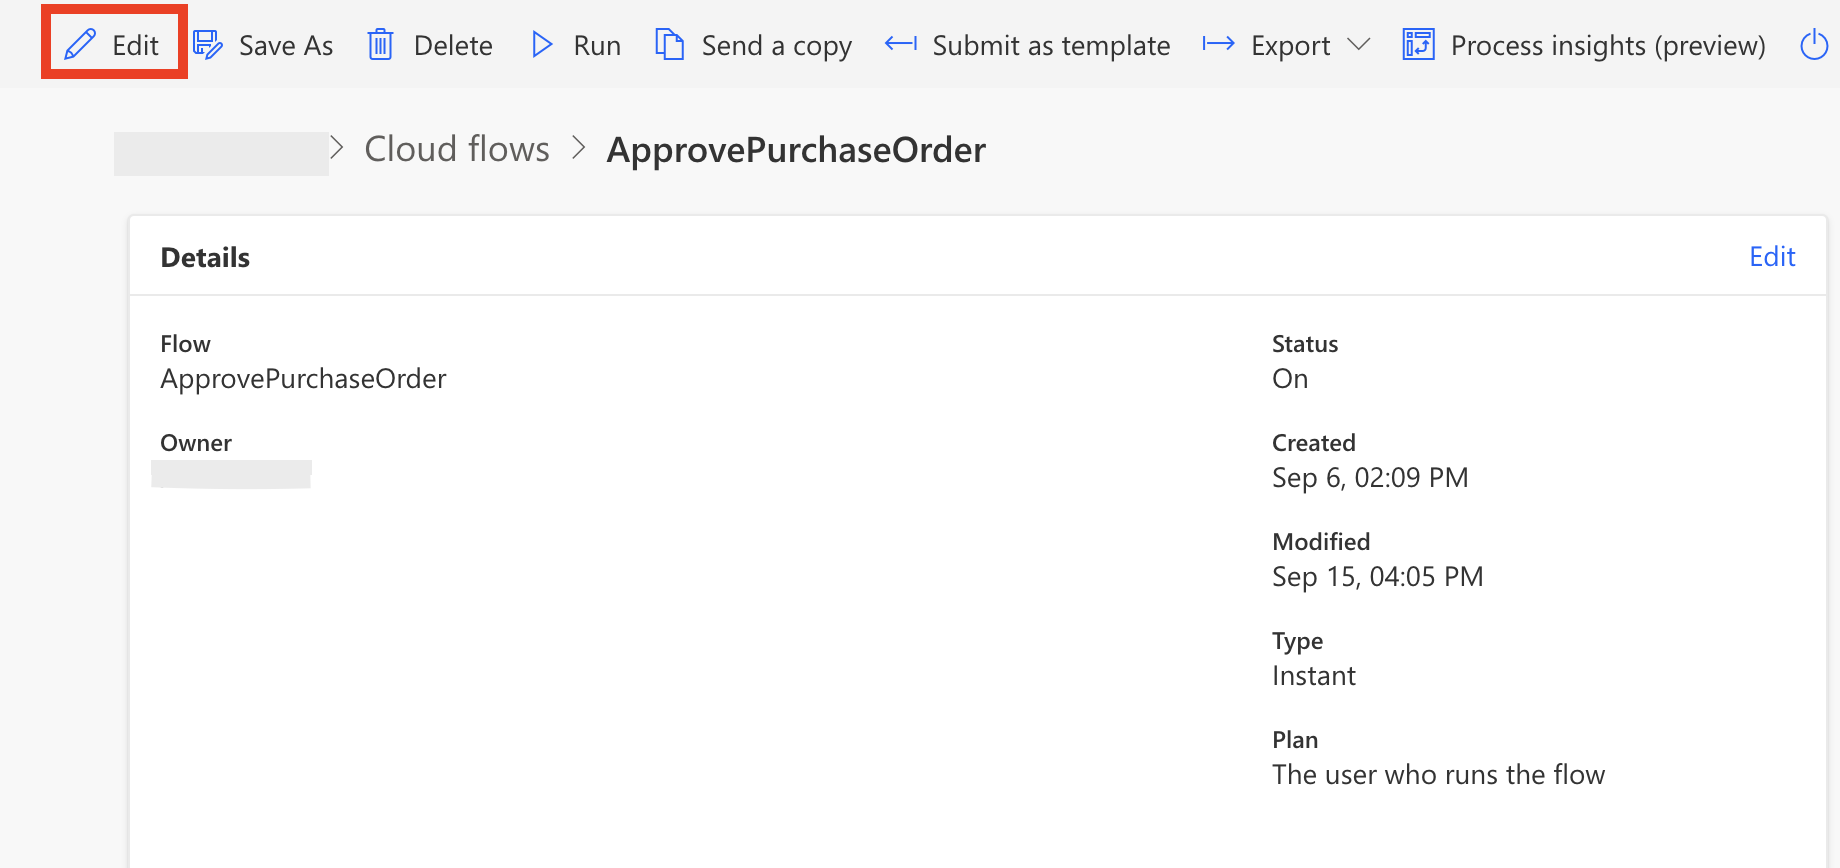 Edit Save As Delete Run Send a copy Submit as template Export Process insights (preview)
Cloud flows > ApprovePurchaseOrder
Details Edit
Flow
ApprovePurchaseOrder
Owner
Status
On
Created
Sep 6, 02:09 PM
Modified
Sep 15, 04:05 PM
Type
Instant
Plan
The user who runs the flow